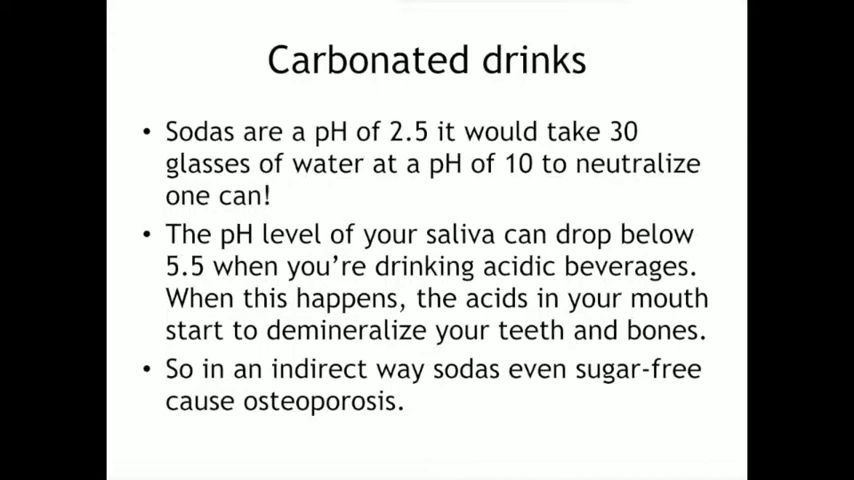 Carbonated drinks
• Sodas are a pH of 2.5 it would take 30
glasses of water at a pH of 10 to neutralize
one can!
• The pH level of your saliva can drop below
5.5 when you're drinking acidic beverages.
When this happens, the acids in your mouth
start to demineralize your teeth and bones.
• So in an indirect way sodas even sugar-free
cause osteoporosis.